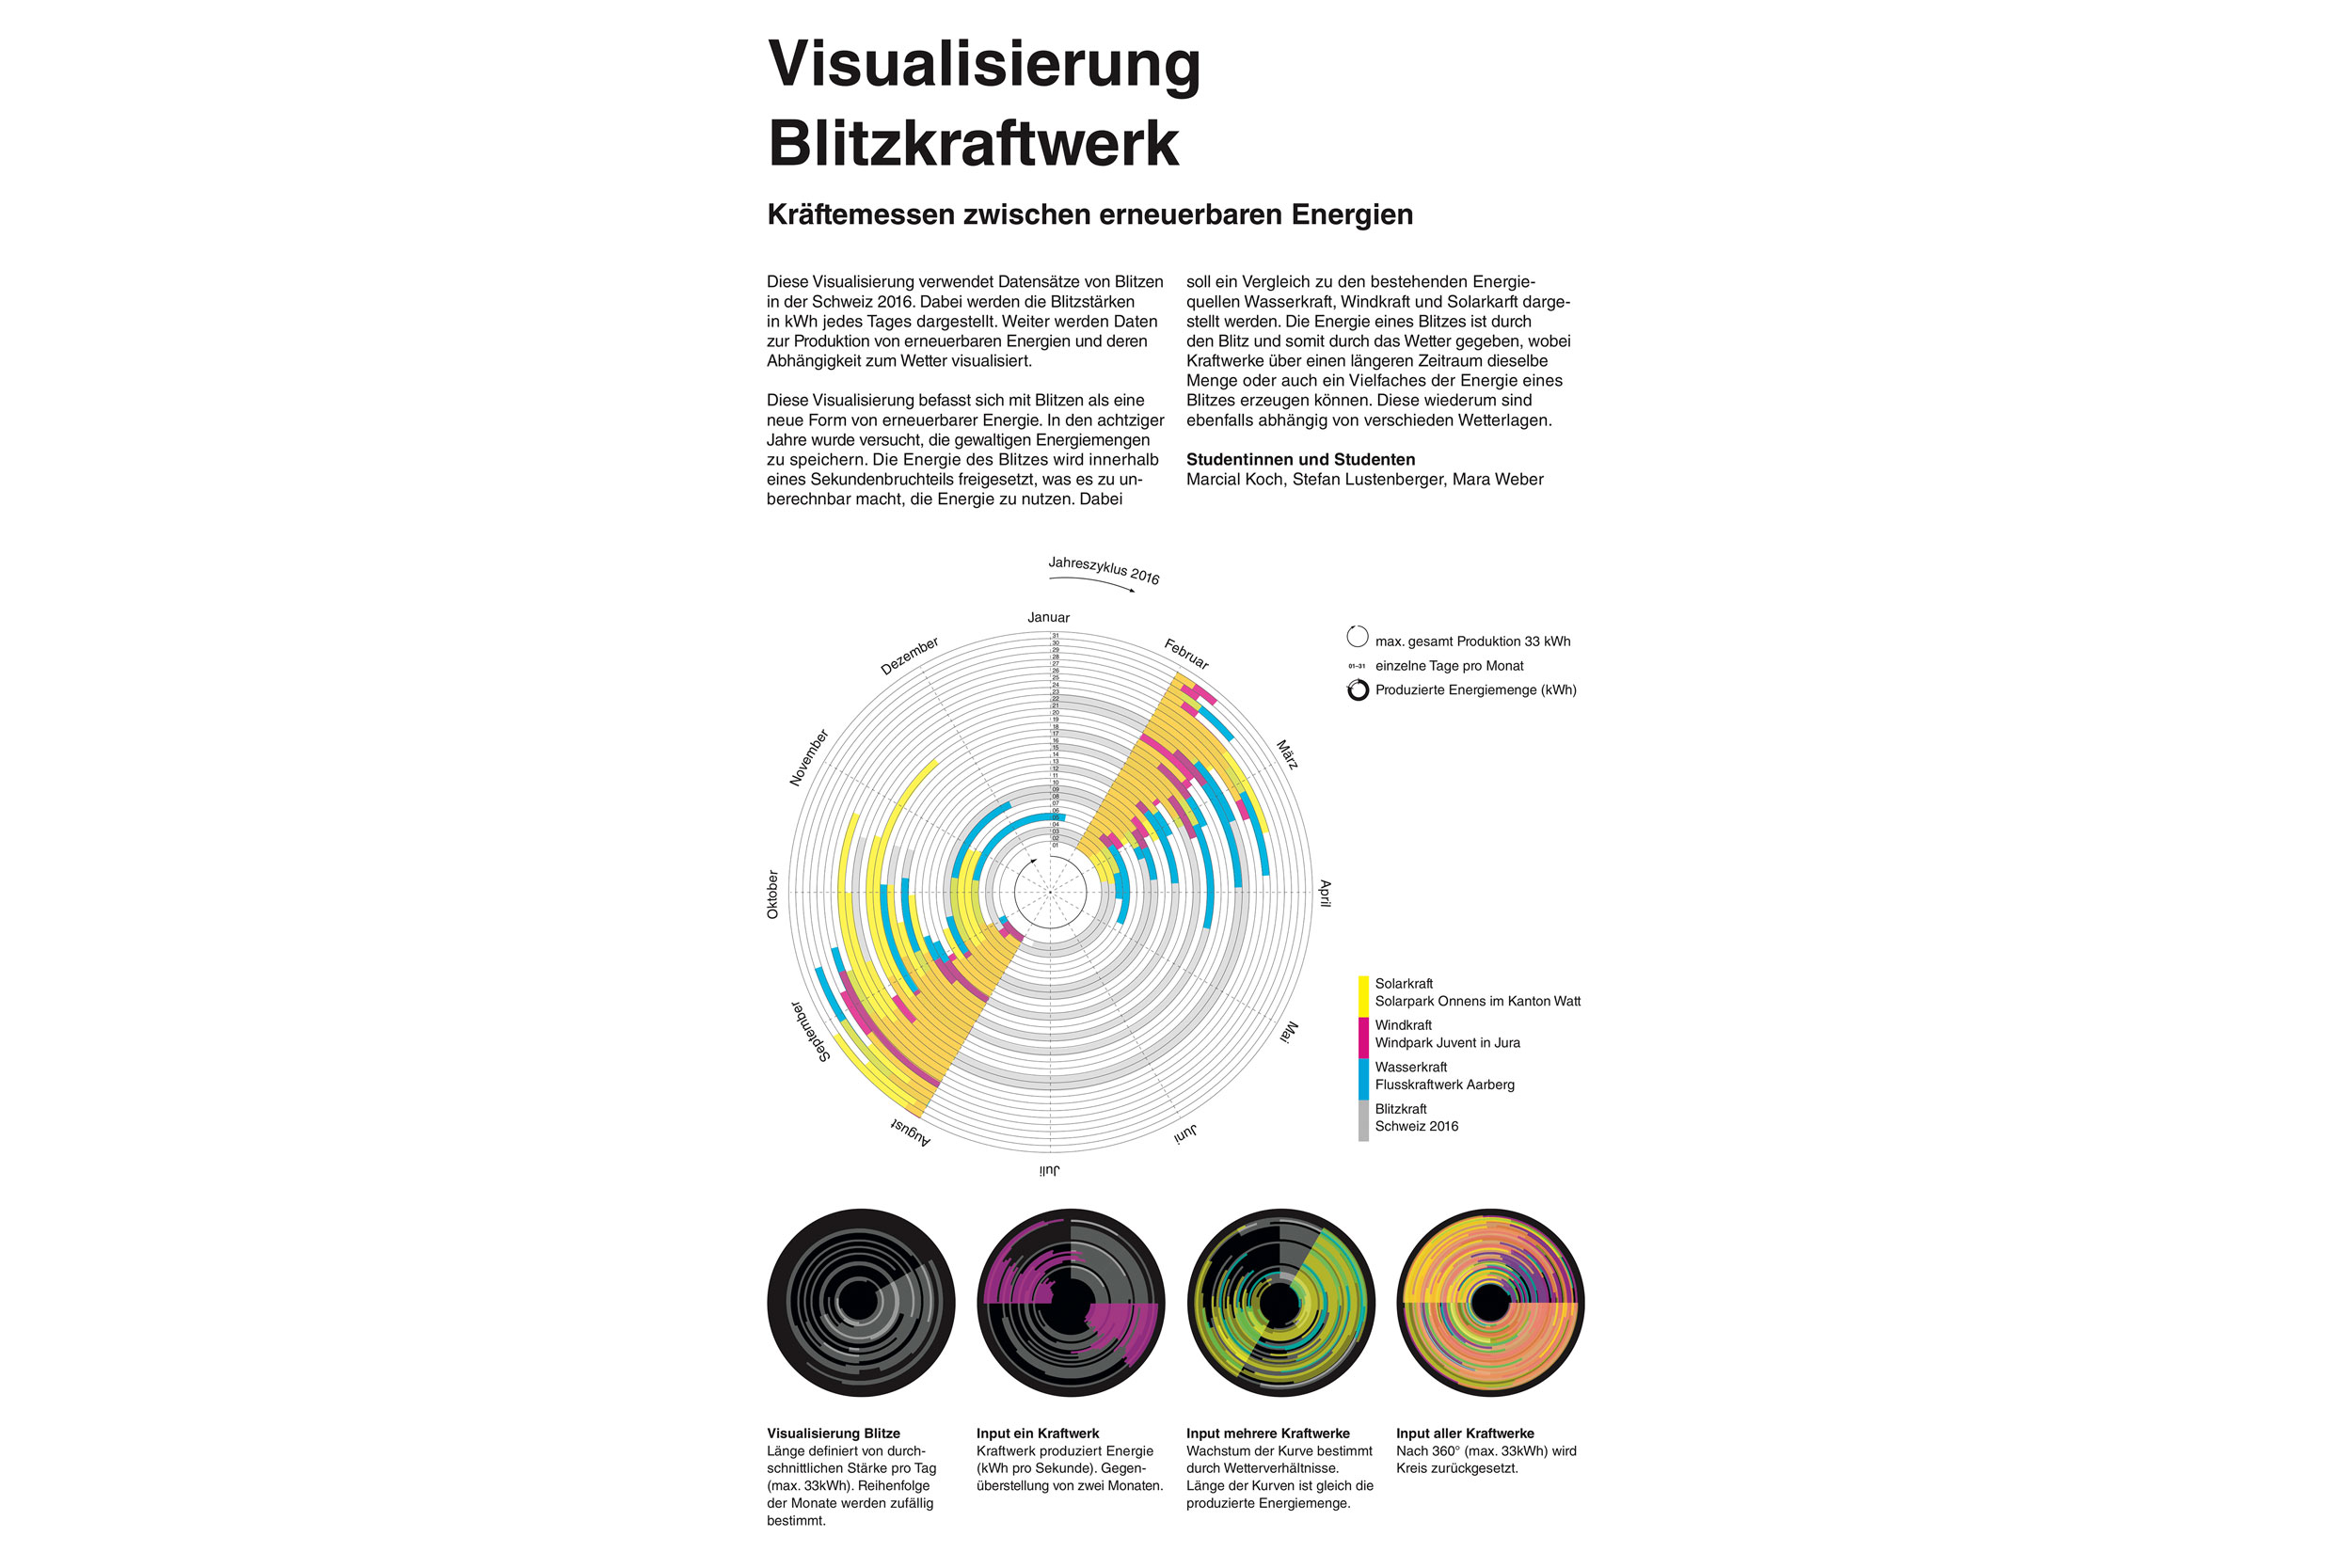 Visualisierung
Blitzkraftwerk
Kräftemessen zwischen erneuerbaren Energien
Diese Visualisierung verwendet Datensätze von Blitzen
in der Schweiz 2016. Dabei werden die Blitzstärken
in kWh jedes Tages dargestellt. Weiter werden Daten
zur Produktion von erneuerbaren Energien und deren
Abhängigkeit zum Wetter visualisiert.
Diese Visualisierung befasst sich mit Blitzen als eine
neue Form von erneuerbarer Energie. In den achtziger
Jahre wurde versucht, die gewaltigen Energiemengen
zu speichern. Die Energie des Blitzes wird innerhalb
eines Sekundenbruchteils freigesetzt, was es zu un-
berechnbar macht, die Energie zu nutzen. Dabei
soll ein Vergleich zu den bestehenden Energie-
quellen Wasserkraft, Windkraft und Solarkarft darge-
stellt werden. Die Energie eines Blitzes ist durch
den Blitz und somit durch das Wetter gegeben, wobei
Kraftwerke über einen längeren Zeitraum dieselbe
Menge oder auch ein Vielfaches der Energie eines
Blitzes erzeugen können. Diese wiederum sind
ebenfalls abhängig von verschieden Wetterlagen.
Studentinnen und Studenten
Marcial Koch, Stefan Lustenberger, Mara Weber
Jahreszyklus 2016
Januar
Februar
März
April
Mai
Juni
Juli
August
September
Oktober
November
Dezember
31
30
29
28
27
26
25
24
23
22
21
20
19
18
17
16
15
14
13
12
11
10
09
08
07
06
05
04
03
02
01
max. gesamt Produktion 33 kWh
01–31 einzelne Tage pro Monat
Produzierte Energiemenge (kWh)
Solarkraft
Solarpark Onnens im Kanton Watt
Windkraft
Windpark Juvent in Jura
Wasserkraft
Flusskraftwerk Aarberg
Blitzkraft
Schweiz 2016
Visualisierung Blitze
Länge definiert von durch-
schnittlichen Stärke pro Tag
(max. 33kWh). Reihenfolge
der Monate werden zufällig
bestimmt.
Input ein Kraftwerk
Kraftwerk produziert Energie
(kWh pro Sekunde). Gegen-
überstellung von zwei Monaten.
Input mehrere Kraftwerke
Wachstum der Kurve bestimmt
durch Wetterverhältnisse.
Länge der Kurven ist gleich die
produzierte Energiemenge.
Input aller Kraftwerke
Nach 360° (max. 33kWh) wird
Kreis zurückgesetzt.